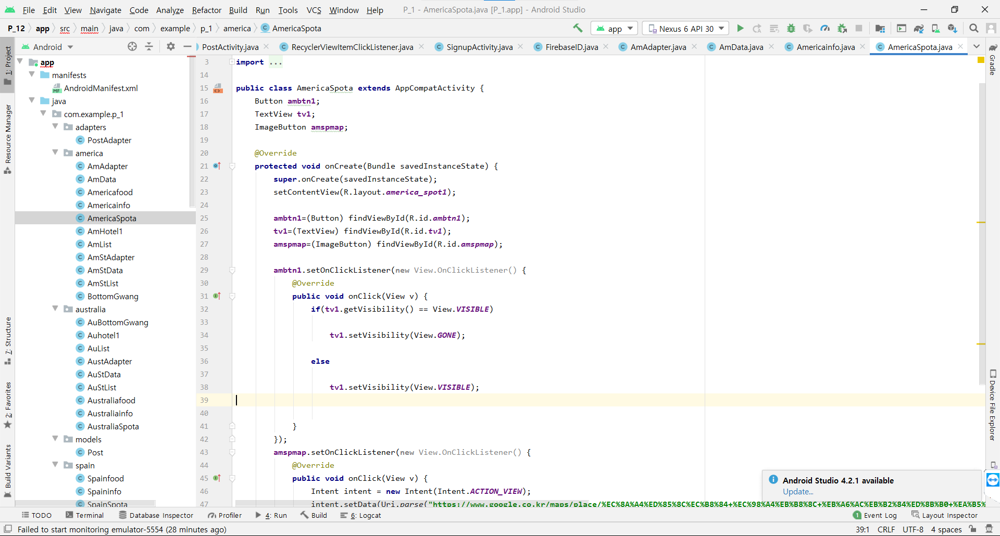 File Edit View Navigate Code Analyze Refactor Build Run Tools VCS Window Help P_1 - AmericaSpota.java [P_1.app] - Android Studio
P_12 app src main java com example p_1 america AmericaSpota app Nexus 6 API 30
Android PostActivity.java RecyclerViewItemClickListener.java SignupActivity.java FirebaseID.java AmAdapter.java AmData.java Americainfo.java AmericaSpota.java
1: Project
Resource Manager
7: Structure
2: Favorites
Build Variants
app
manifests
AndroidManifest.xml
java
com.example.p_1
adapters
PostAdapter
america
AmAdapter
AmData
Americafood
Americainfo
AmericaSpota
AmHotel1
AmList
AmStAdapter
AmStData
AmStList
BottomGwang
australia
AuBottomGwang
Auhotel1
AuList
AustAdapter
AuStData
AuStList
Australiafood
Australiainfo
AustraliaSpota
models
Post
spain
Spainfood
Spaininfo
SpainSpota
3 import ...
14
15 public class AmericaSpota extends AppCompatActivity {
16 Button ambtn1;
17 TextView tv1;
18 ImageButton amspmap;
19
20 @Override
21 protected void onCreate(Bundle savedInstanceState) {
22 super.onCreate(savedInstanceState);
23 setContentView(R.layout.america_spot1);
24
25 ambtn1=(Button) findViewById(R.id.ambtn1);
26 tv1=(TextView) findViewById(R.id.tv1);
27 amspmap=(ImageButton) findViewById(R.id.amspmap);
28
29 ambtn1.setOnClickListener(new View.OnClickListener() {
30 @Override
31 public void onClick(View v) {
32 if(tv1.getVisibility() == View.VISIBLE)
33
34 tv1.setVisibility(View.GONE);
35
36 else
37
38 tv1.setVisibility(View.VISIBLE);
39
40
41 }
42 });
43 amspmap.setOnClickListener(new View.OnClickListener() {
44 @Override
45 public void onClick(View v) {
46 Intent intent = new Intent(Intent.ACTION_VIEW);
47 intent.setData(Uri.parse("https://www.google.co.kr/maps/place/%EC%8A%A4%ED%85%8C%EC%B8%84+%EC%98%A4%EB%B8%8C+%EB%A6%AC%EB%B2%84%ED%8B%B0+%EA%B5%
Gradle
Device File Explorer
Android Studio 4.2.1 available
Update...
TODO Terminal Database Inspector Profiler 4: Run Build 6: Logcat 1 Event Log Layout Inspector
Failed to start monitoring emulator-5554 (28 minutes ago) 39:1 CRLF UTF-8 4 spaces